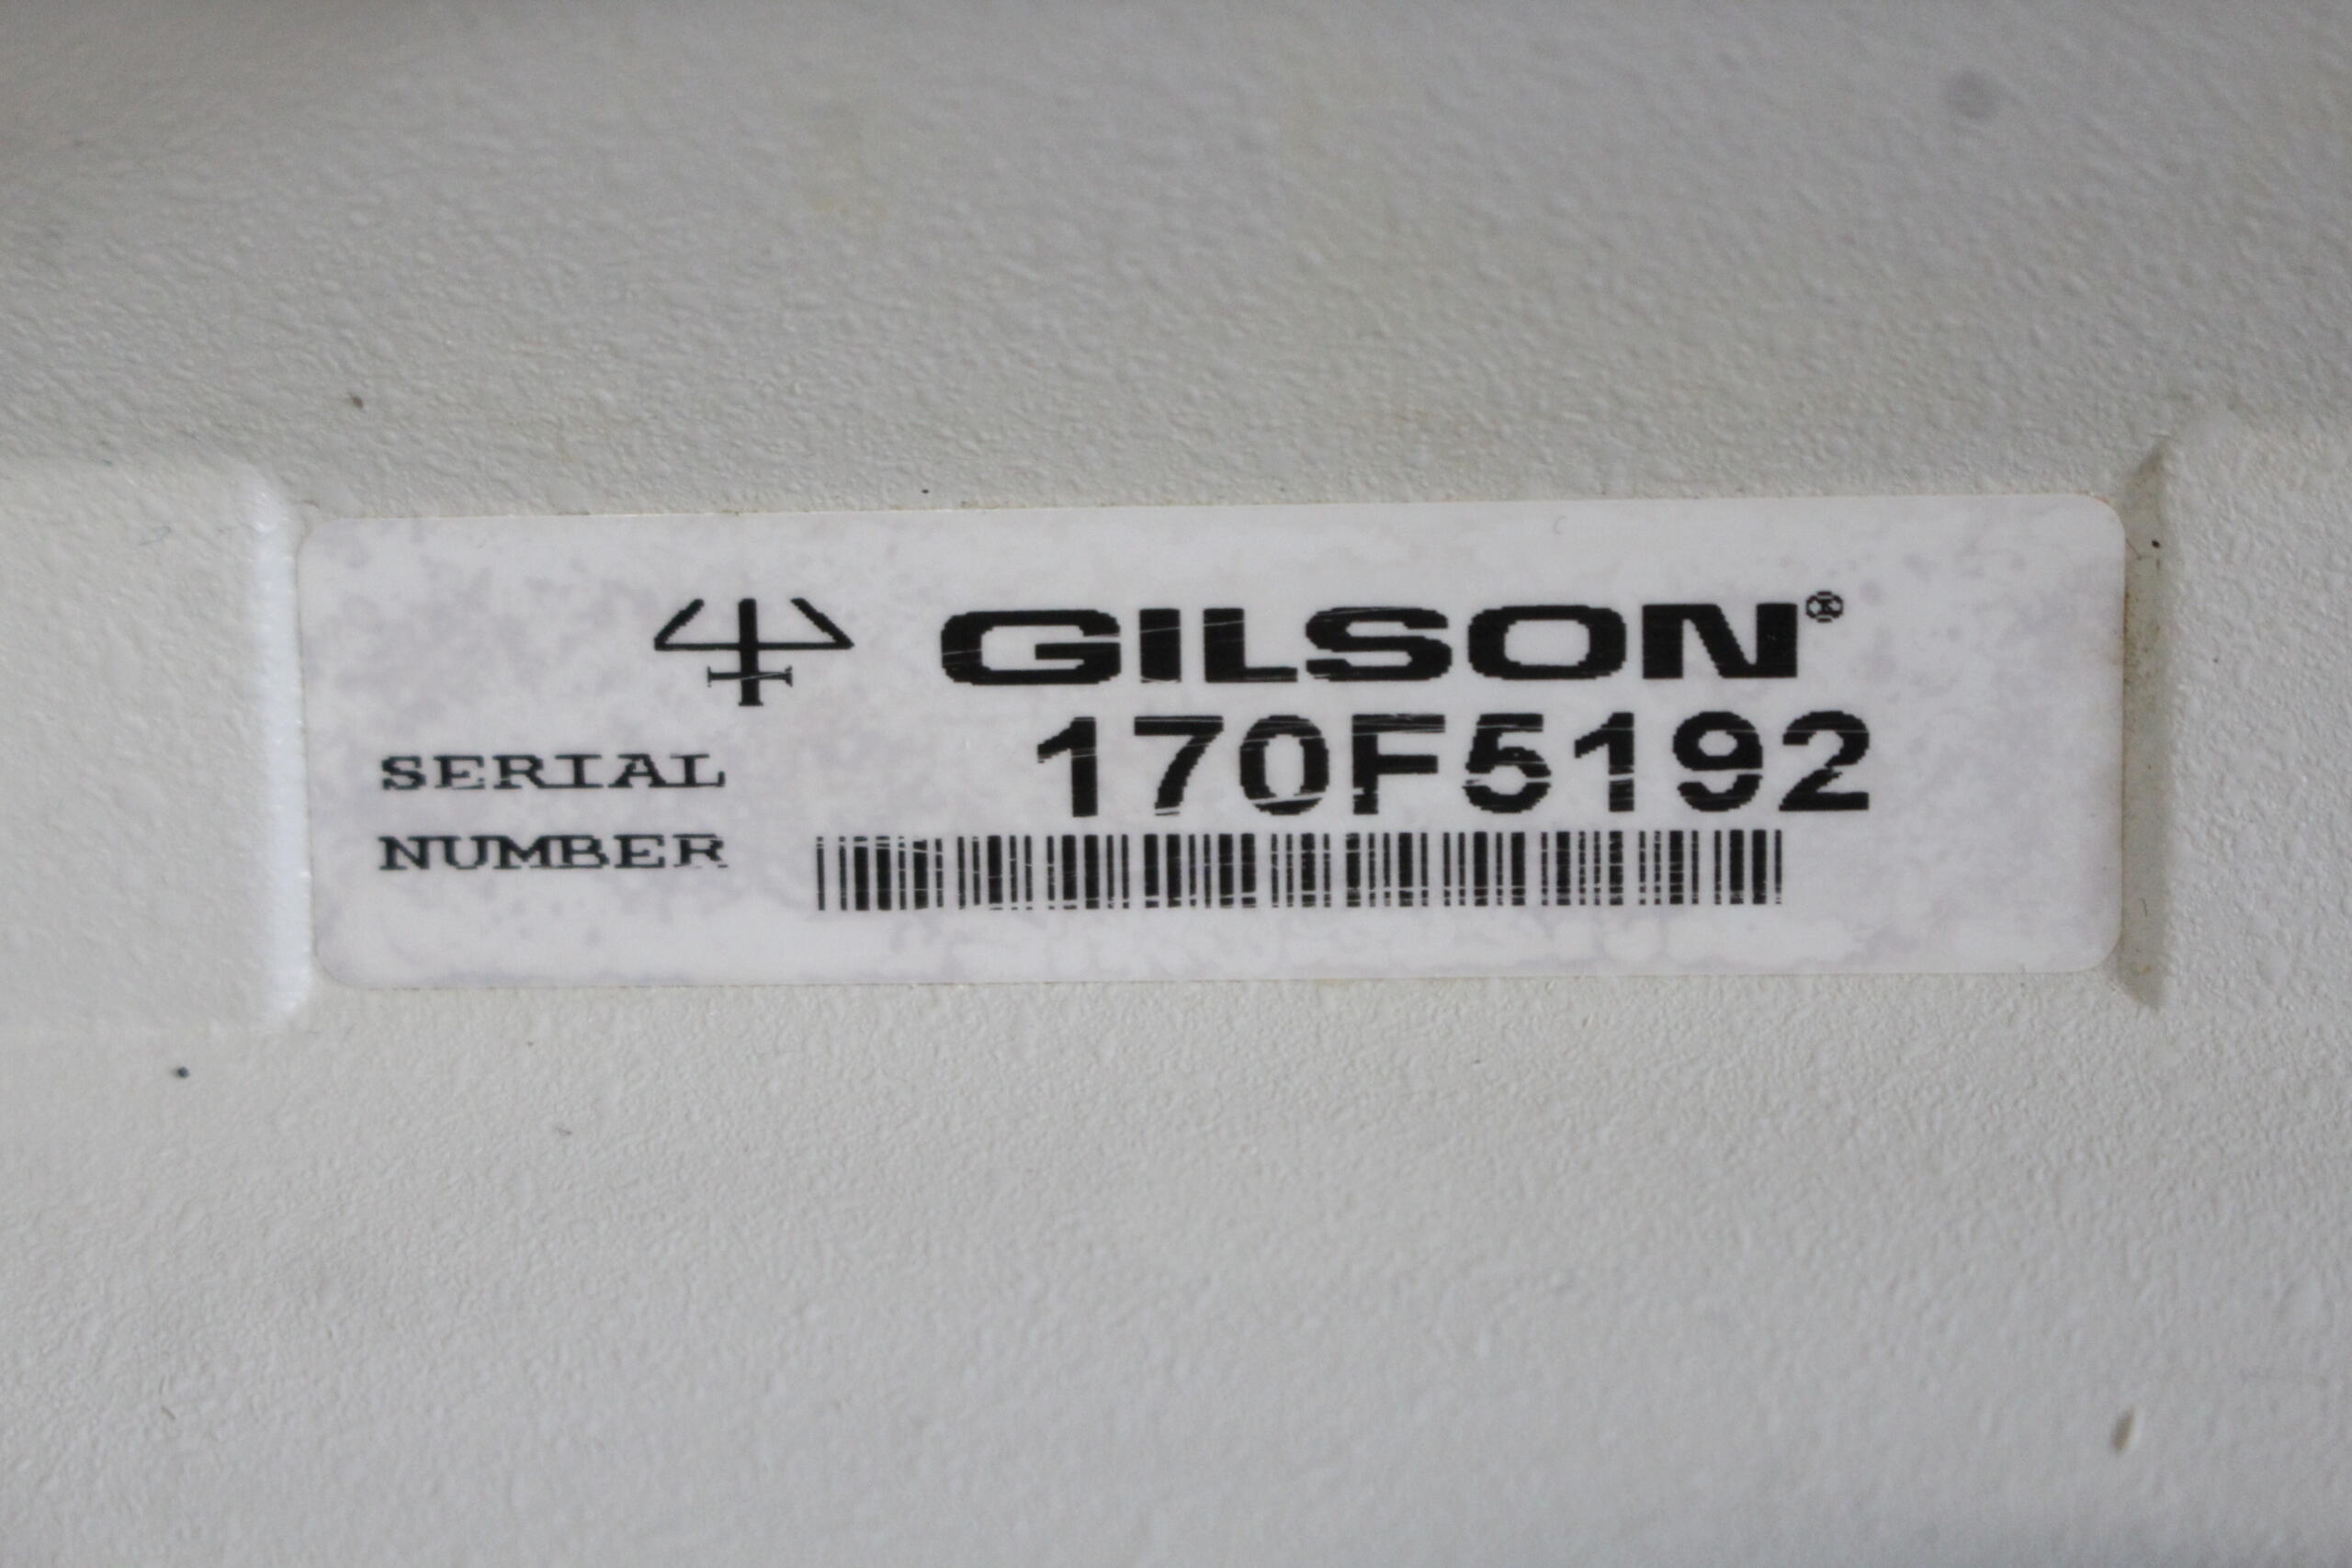 GILSON®
170F5192
SERIAL
NUMBER